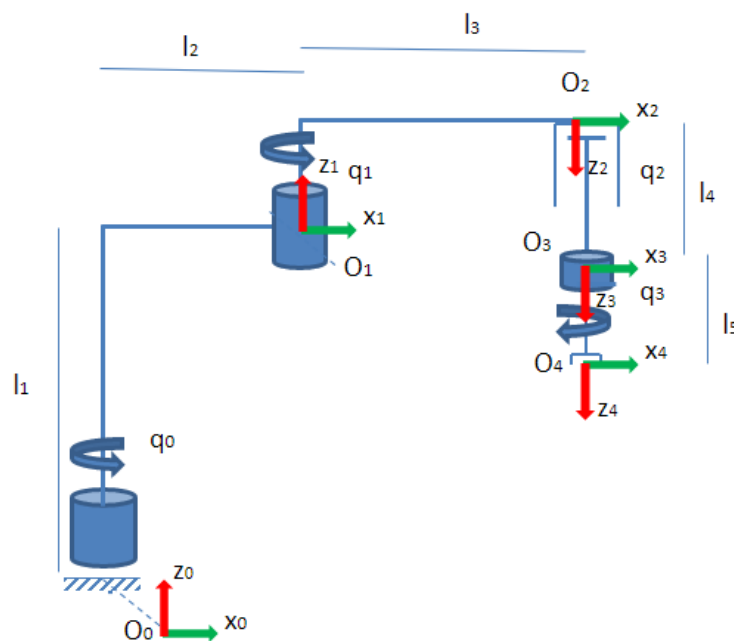 l₃
l₂
O₂
x₂
z₁
q₁
z₂
q₂
l₄
x₁
O₃
x₃
O₁
z₃
q₃
l₅
l₁
O₄
x₄
z₄
q₀
z₀
O₀
x₀